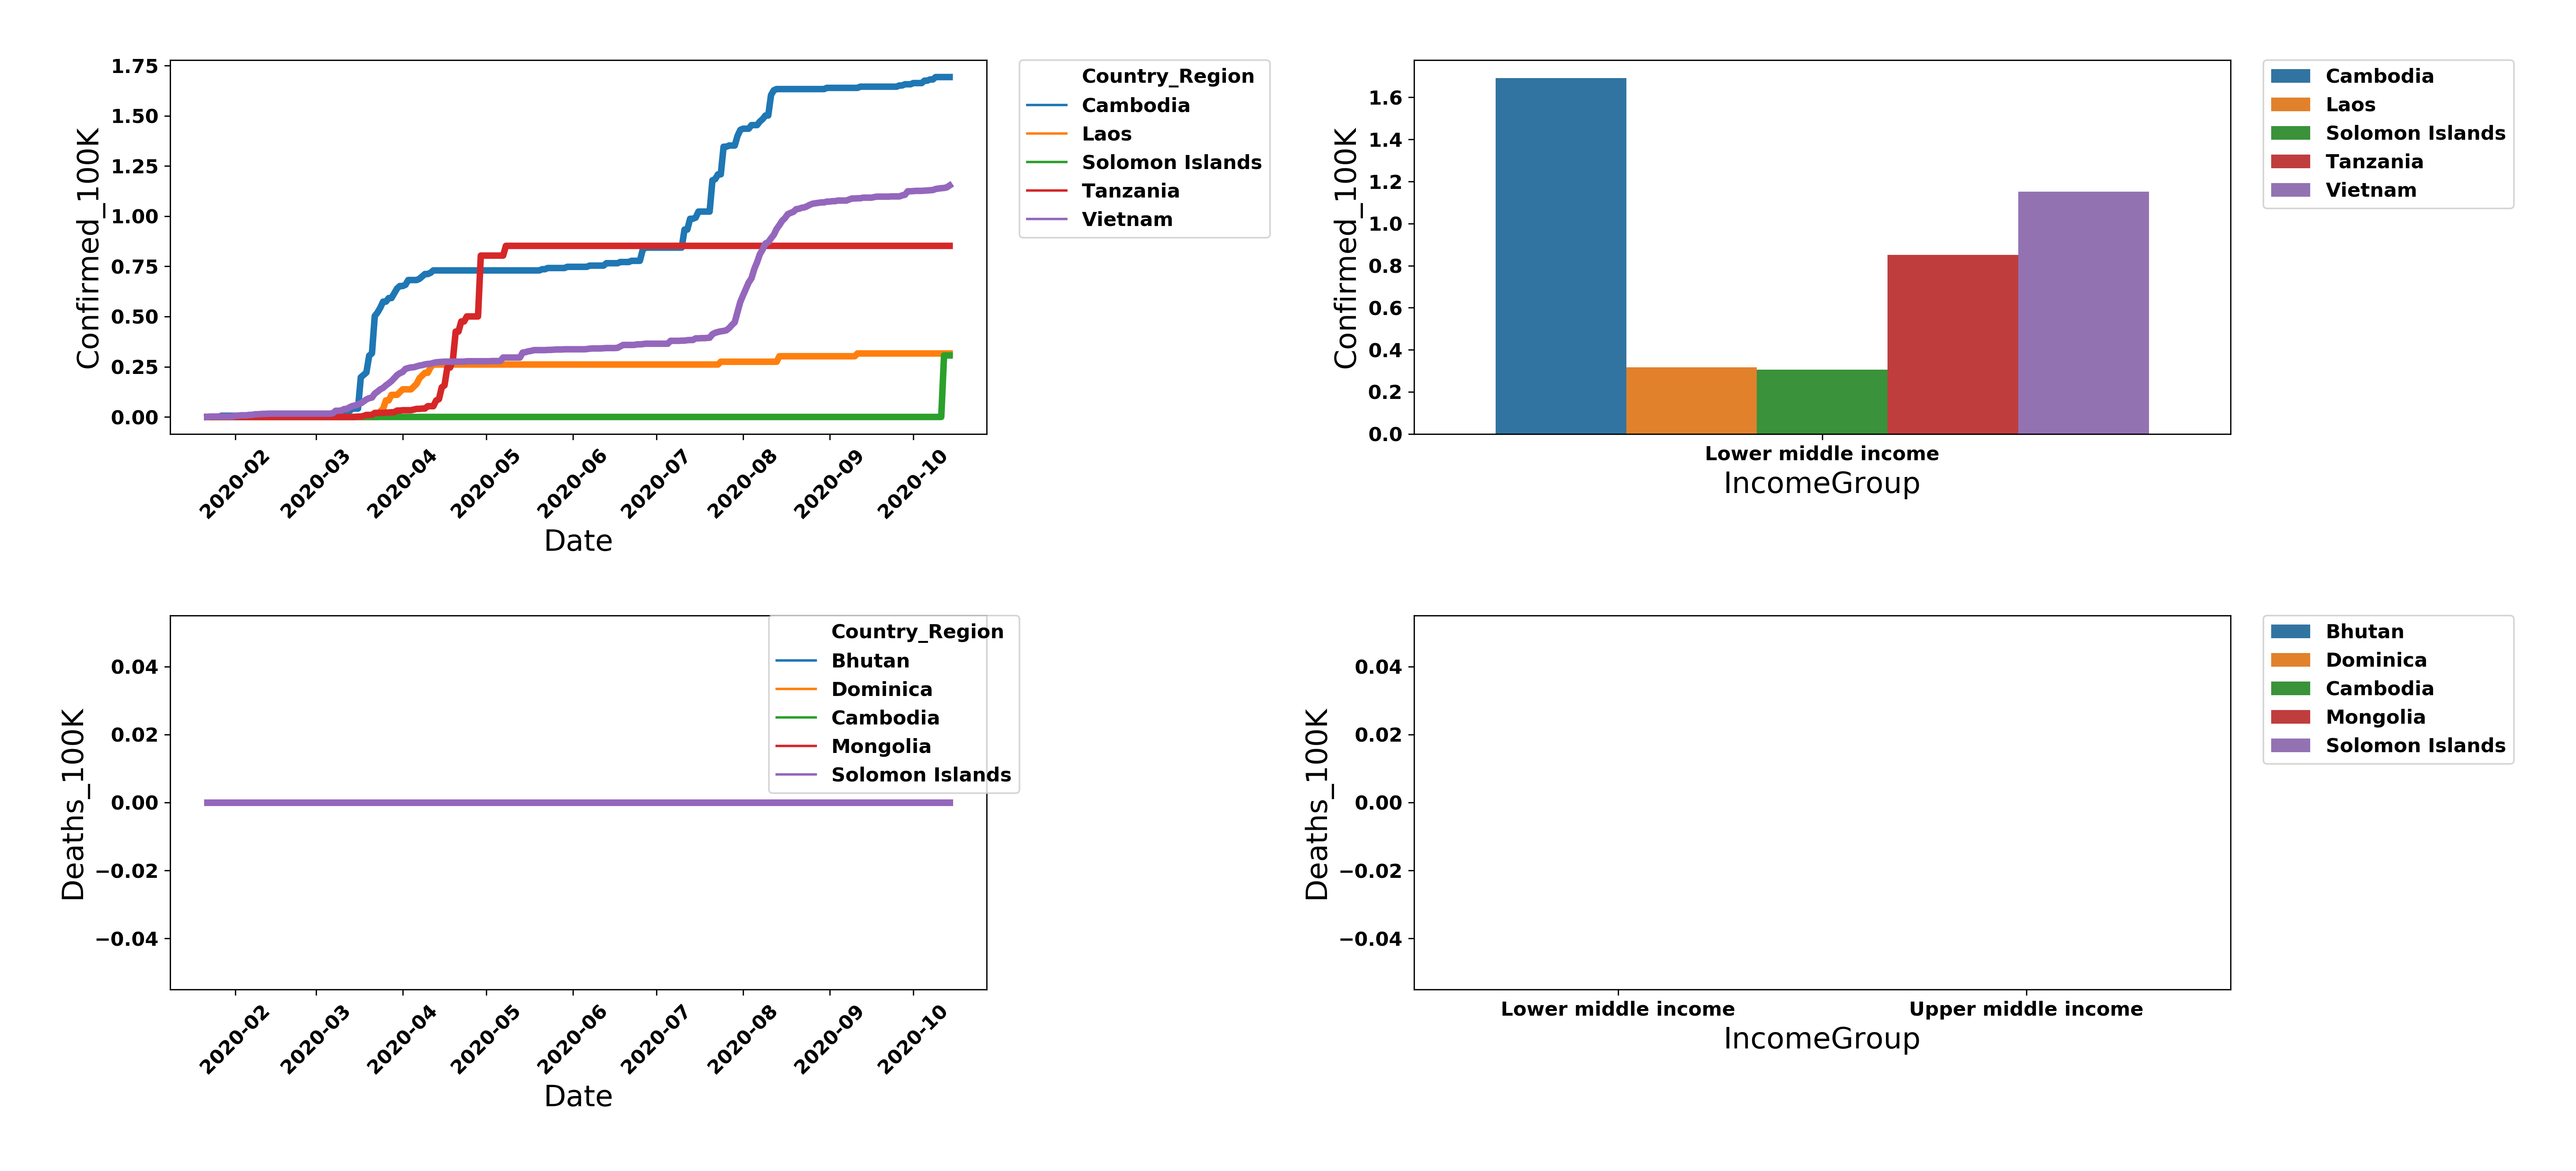 Confirmed_100K
1.75
1.50
1.25
1.00
0.75
0.50
0.25
0.00
2020-02
2020-03
2020-04
2020-05
2020-06
2020-07
2020-08
2020-09
2020-10
Date
Country_Region
Cambodia
Laos
Solomon Islands
Tanzania
Vietnam
Confirmed_100K
1.6
1.4
1.2
1.0
0.8
0.6
0.4
0.2
0.0
Lower middle income
IncomeGroup
Cambodia
Laos
Solomon Islands
Tanzania
Vietnam
Deaths_100K
0.04
0.02
0.00
−0.02
−0.04
2020-02
2020-03
2020-04
2020-05
2020-06
2020-07
2020-08
2020-09
2020-10
Date
Country_Region
Bhutan
Dominica
Cambodia
Mongolia
Solomon Islands
Deaths_100K
0.04
0.02
0.00
−0.02
−0.04
Lower middle income
Upper middle income
IncomeGroup
Bhutan
Dominica
Cambodia
Mongolia
Solomon Islands